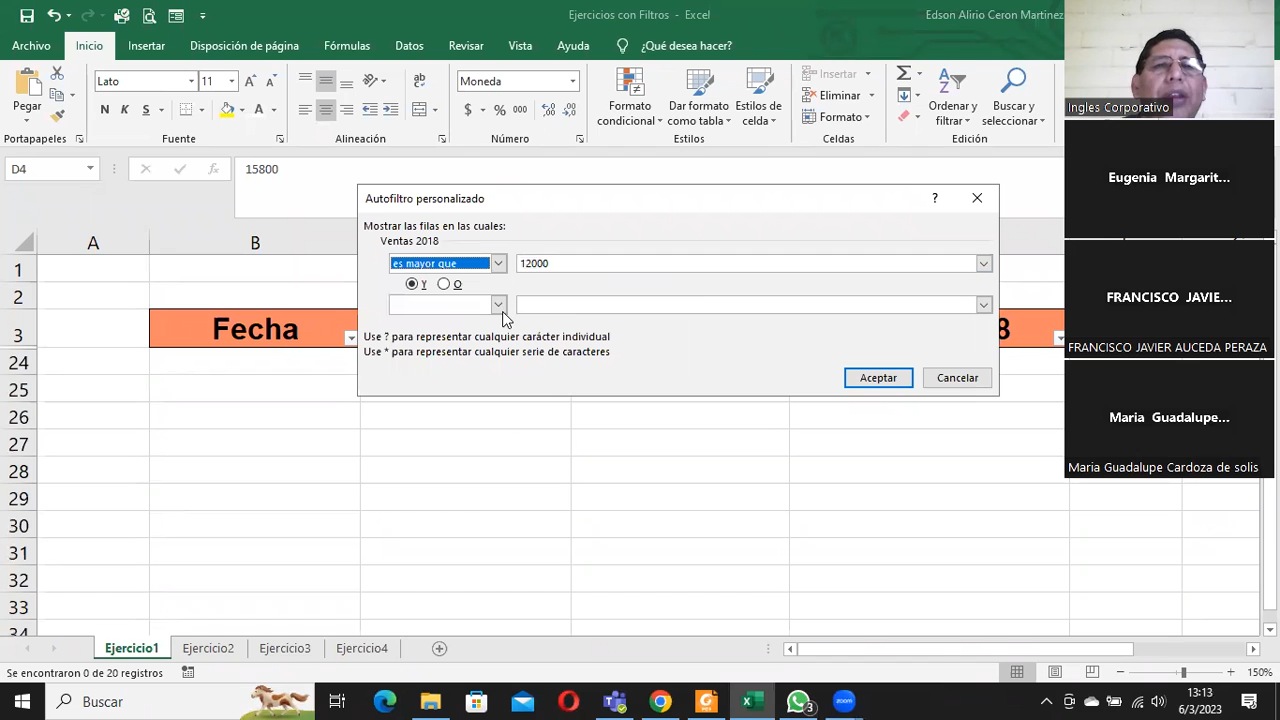 Ejercicios con Filtros - Excel
Edson Alirio Ceron Martinez
Archivo Inicio Insertar Disposición de página Fórmulas Datos Revisar Vista Ayuda ¿Qué desea hacer?
Pegar
Lato 11
N K S
Moneda
$ % 000
Formato condicional
Dar formato como tabla
Estilos de celda
Insertar
Eliminar
Formato
Ordenar y filtrar
Buscar y seleccionar
Portapapeles Fuente Alineación Número Estilos Celdas Edición
D4 fx 15800
Autofiltro personalizado ?
Mostrar las filas en las cuales:
Ventas 2018
es mayor que 12000
Y O
Use ? para representar cualquier carácter individual
Use * para representar cualquier serie de caracteres
Aceptar Cancelar
A B
1
2
3 Fecha 8
24
25
26
27
28
29
30
31
32
33
34
Ejercicio1 Ejercicio2 Ejercicio3 Ejercicio4
Se encontraron 0 de 20 registros
150%
Buscar
3
13:13
6/3/2023
Ingles Corporativo
Eugenia Margarit...
FRANCISCO JAVIE...
FRANCISCO JAVIER AUCEDA PERAZA
Maria Guadalupe...
Maria Guadalupe Cardoza de solis